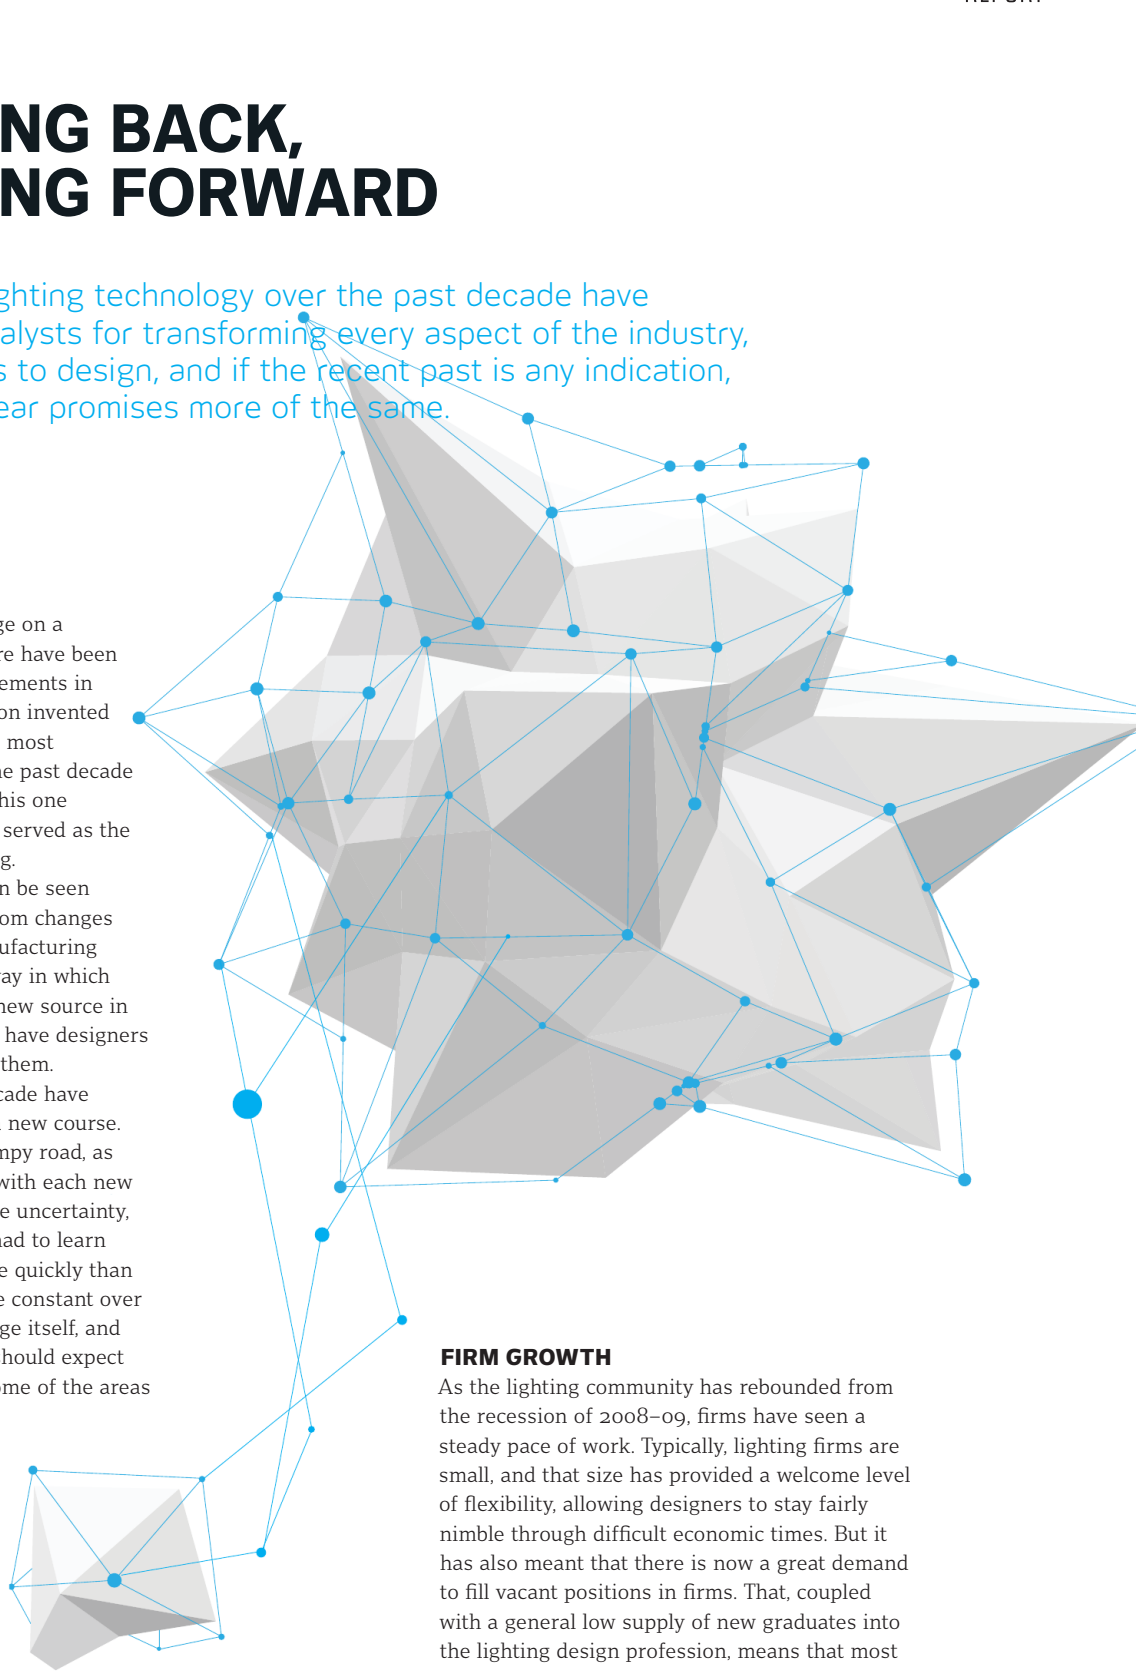 REPORT
NG BACK,
NG FORWARD
ghting technology over the past decade have
alysts for transforming every aspect of the industry,
s to design, and if the recent past is any indication,
ear promises more of the same.
ge on a
re have been
ements in
on invented
most
he past decade
his one
served as the
g.
n be seen
om changes
nufacturing
ay in which
new source in
have designers
them.
cade have
new course.
mpy road, as
with each new
e uncertainty,
had to learn
e quickly than
e constant over
ge itself, and
should expect
ome of the areas
FIRM GROWTH
As the lighting community has rebounded from
the recession of 2008–09, firms have seen a
steady pace of work. Typically, lighting firms are
small, and that size has provided a welcome level
of flexibility, allowing designers to stay fairly
nimble through difficult economic times. But it
has also meant that there is now a great demand
to fill vacant positions in firms. That, coupled
with a general low supply of new graduates into
the lighting design profession, means that most